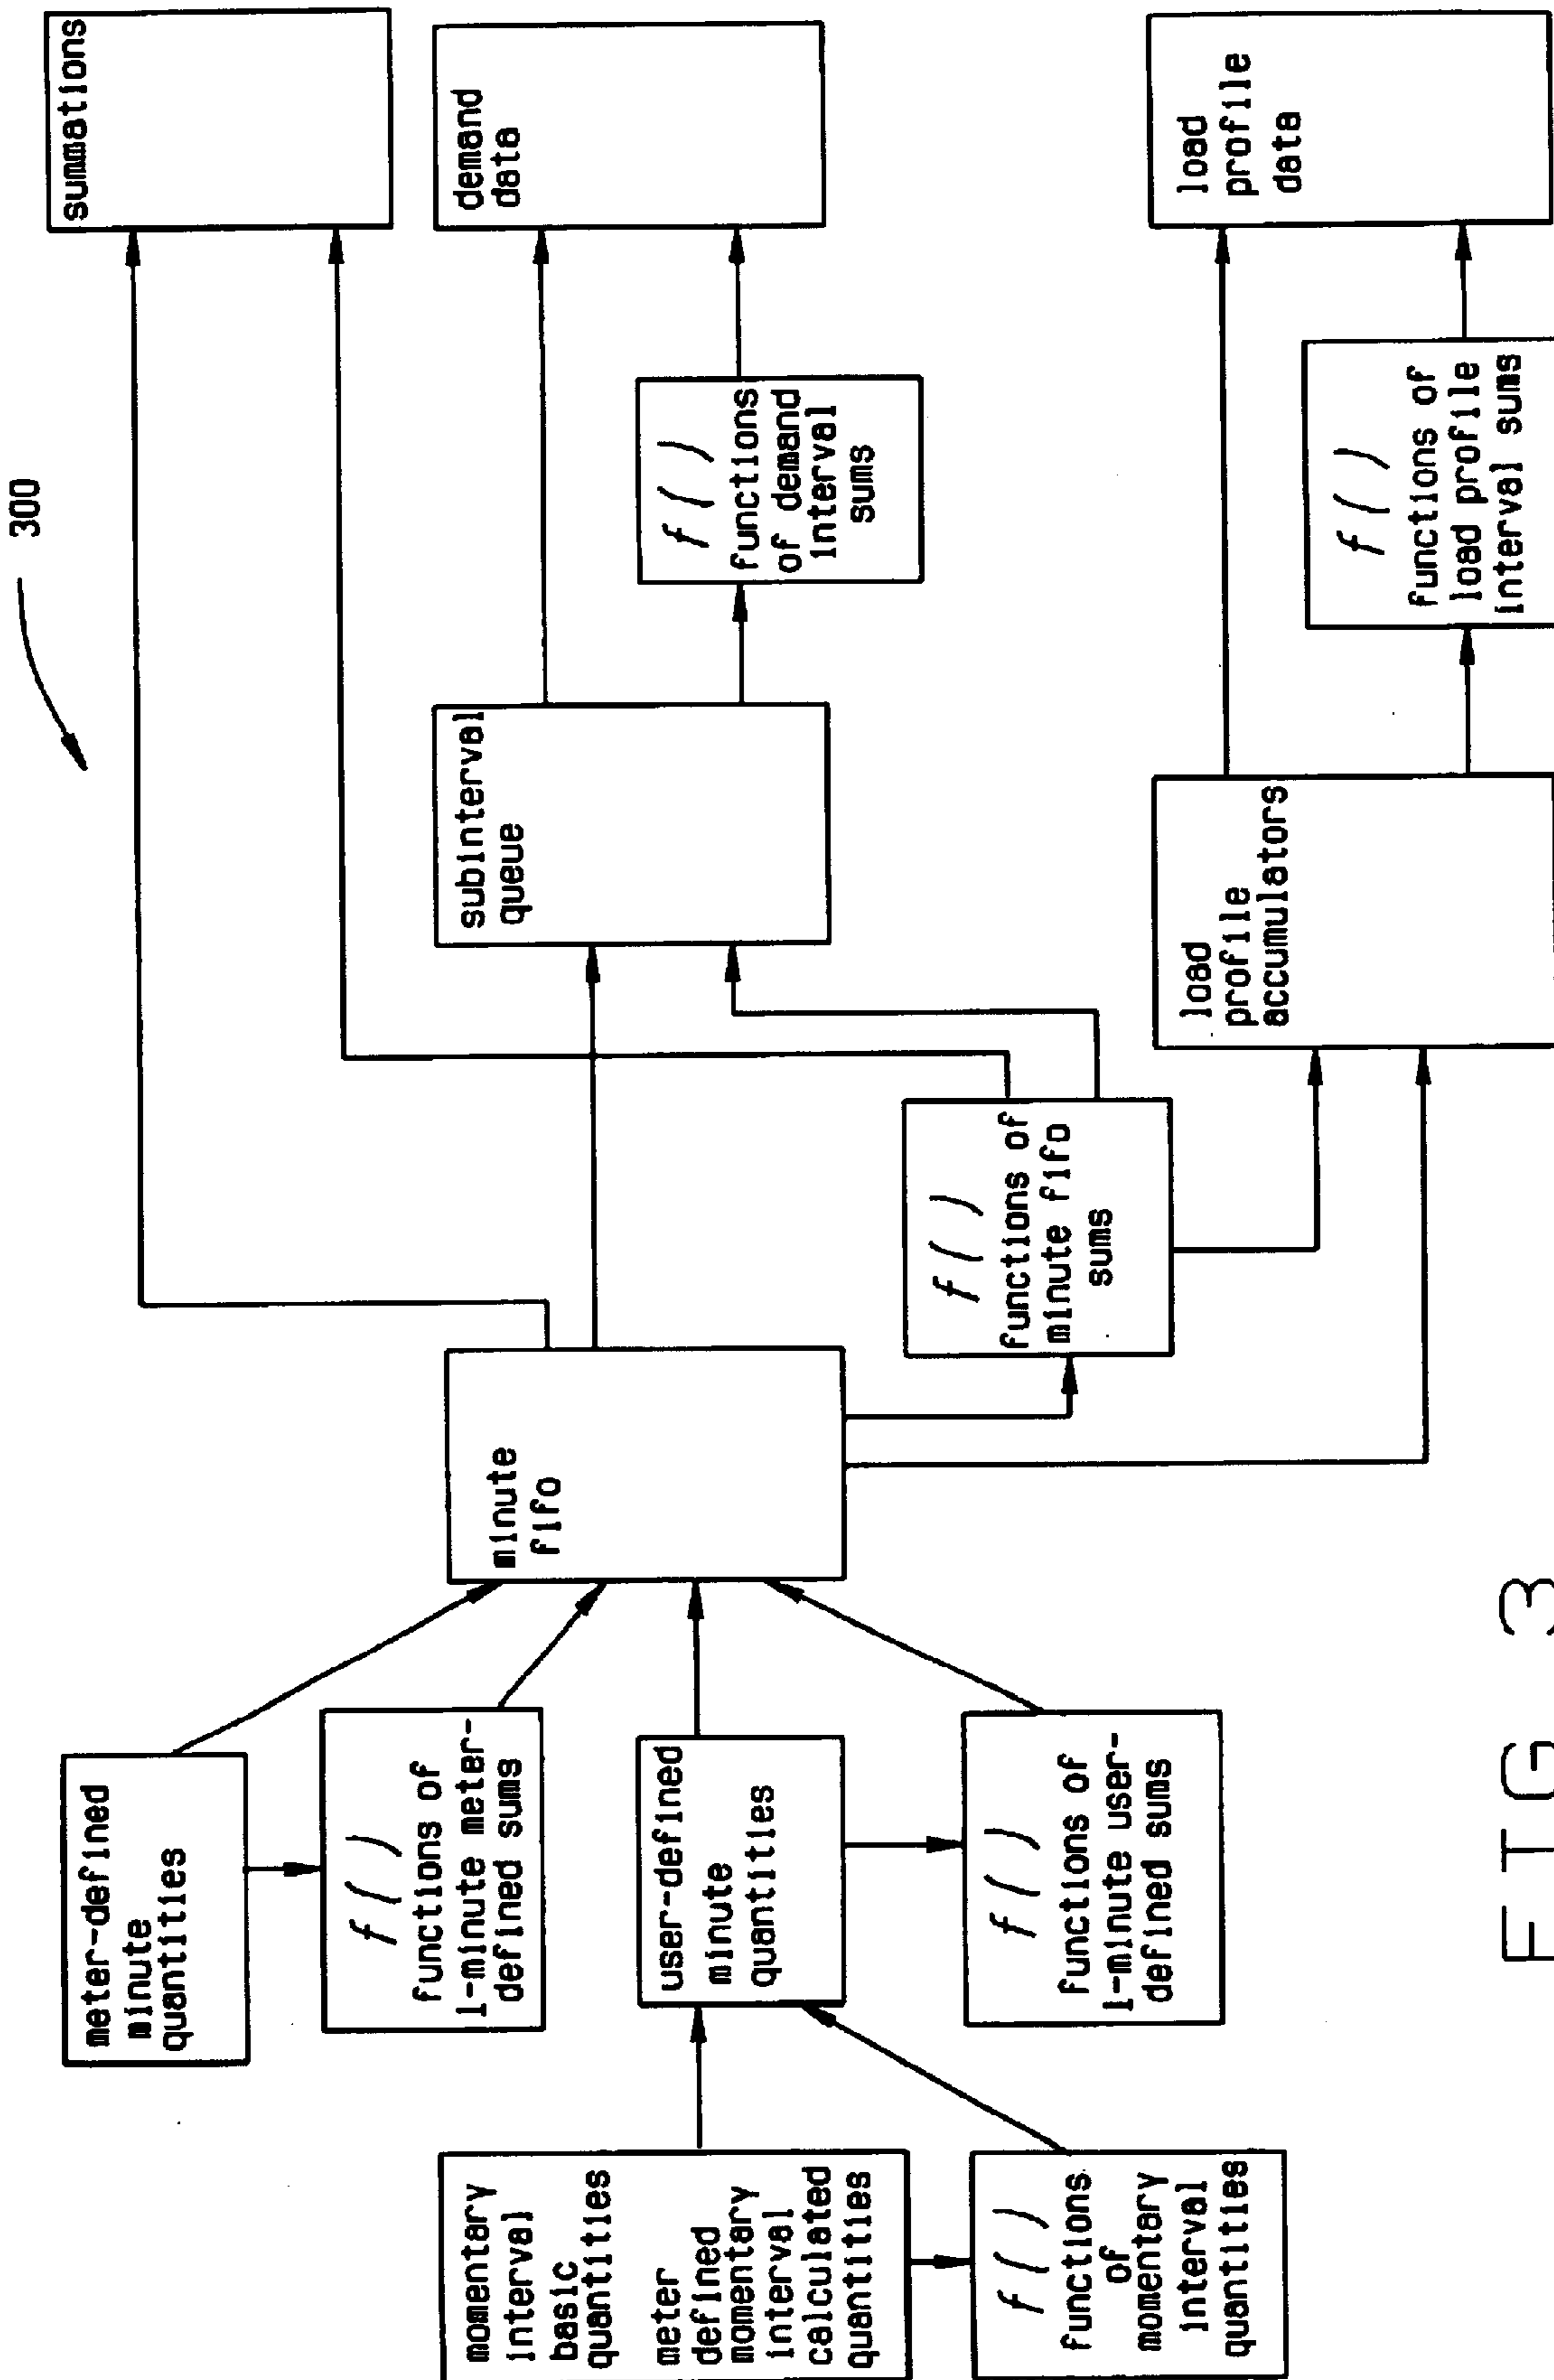 300
momentary
interval
basic
quantities
meter
defined
momentary
interval
calculated
quantities
f()
functions
of
momentary
interval
quantities
meter-defined
minute
quantities
f()
functions of
1-minute meter-
defined sums
user-defined
minute
quantities
f()
functions of
1-minute user-
defined sums
minute
fifo
f()
functions of
minute fifo
sums
subinterval
queue
load
profile
accumulators
f()
functions
of demand
interval
sums
f()
functions of
load profile
interval sums
summations
demand
data
load
profile
data
FIG. 3